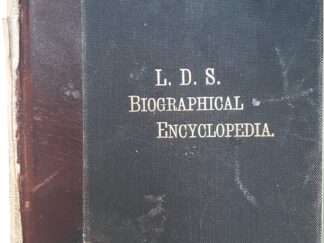 L. D. S.
BIOGRAPHICAL
ENCYCLOPEDIA.